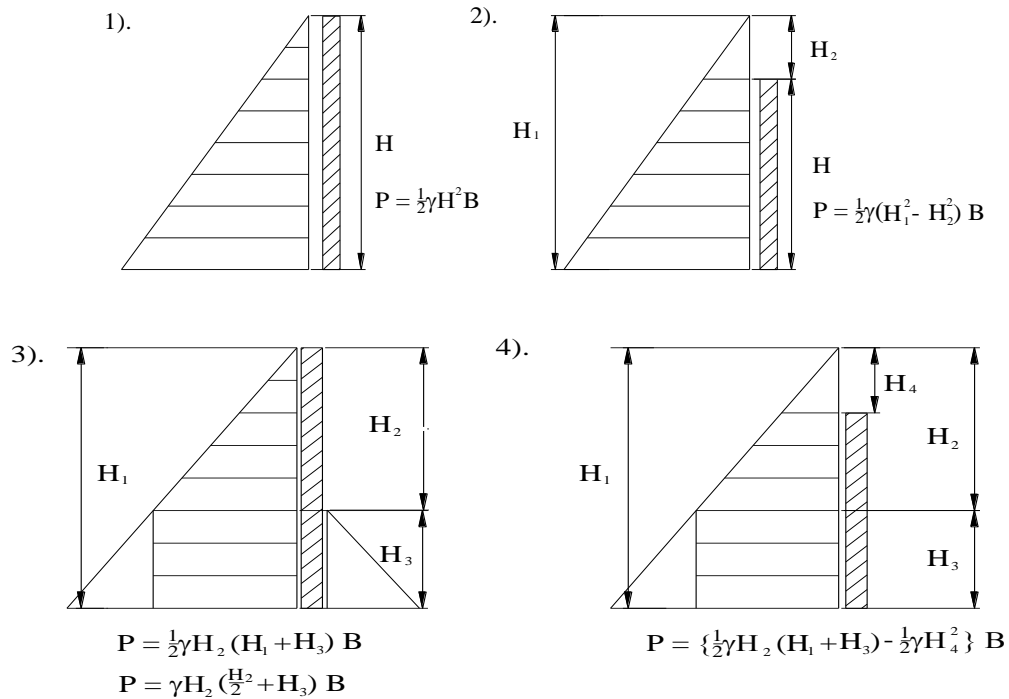 1).
H
P = ½γH²B
2).
H₁
H₂
H
P = ½γ(H₁² - H₂²) B
3).
H₁
H₂
H₃
P = ½γH₂ (H₁ + H₃) B
P = γH₂ (H₂/2 + H₃) B
4).
H₁
H₄
H₂
H₃
P = {½γH₂ (H₁ + H₃) - ½γH₄²} B